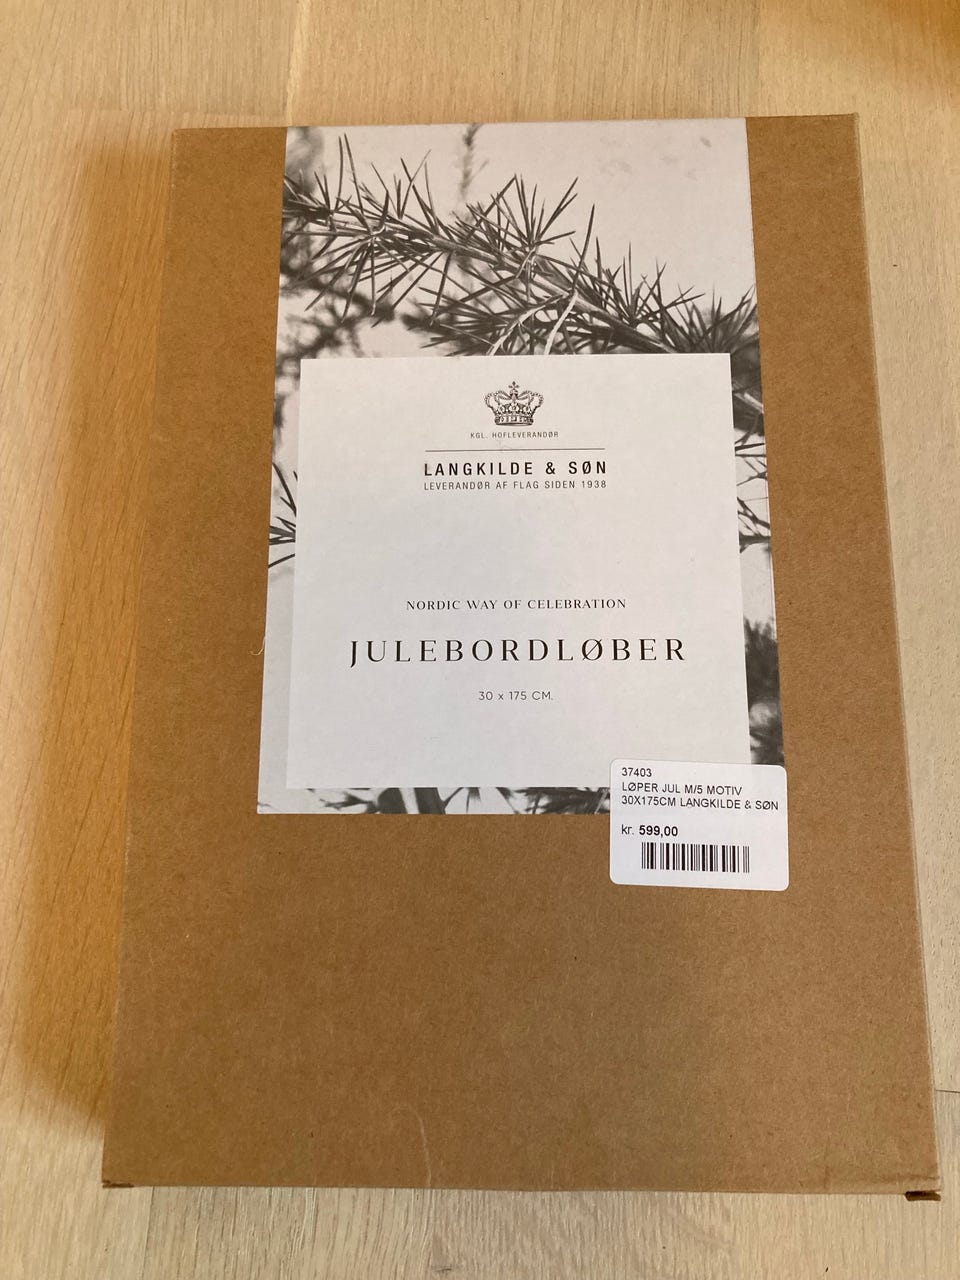 KGL. HOFLEVERANDØR
LANGKILDE & SØN
LEVERANDØR AF FLAG SIDEN 1938
NORDIC WAY OF CELEBRATION
JULEBORDLØBER
30 x 175 CM.
37403
LØPER JUL M/5 MOTIV
30X175CM LANGKILDE & SØN
kr. 599,00